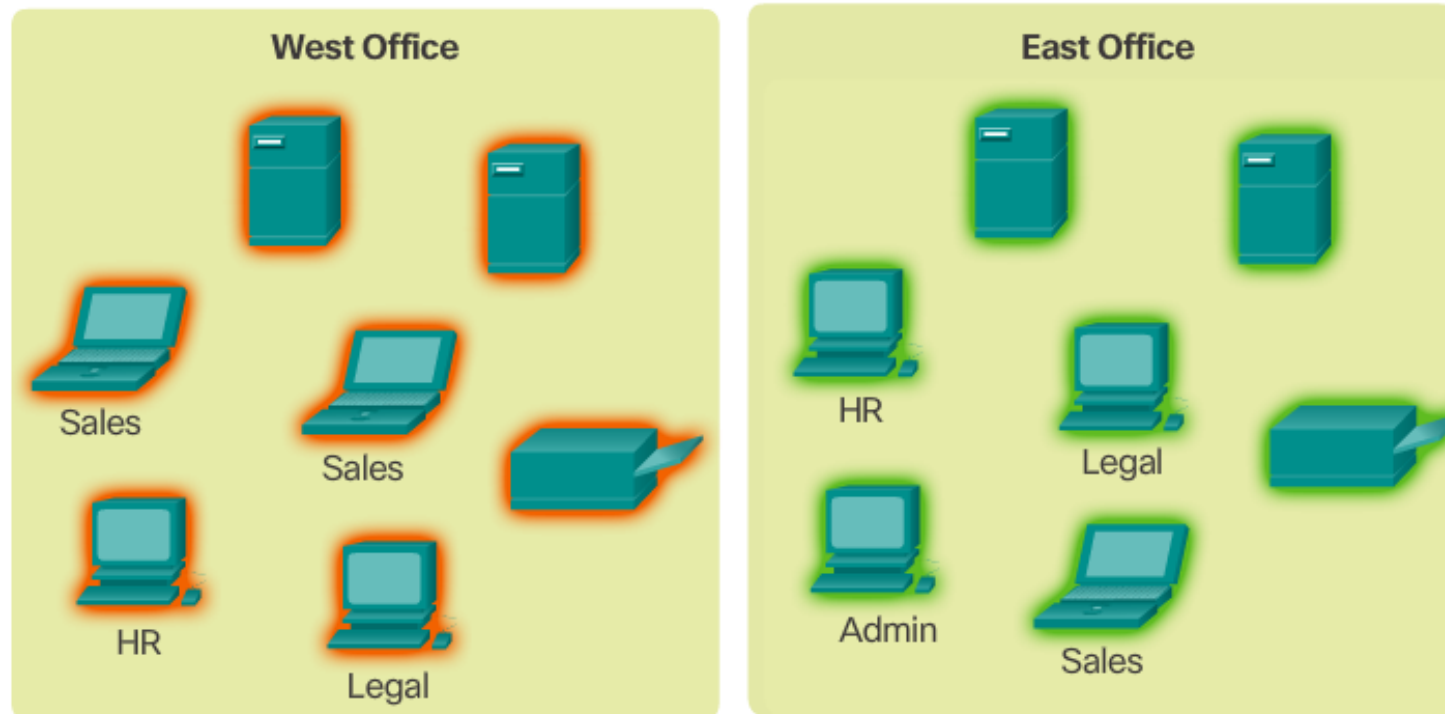 West Office
Sales
Sales
HR
Legal
East Office
HR
Legal
Admin
Sales